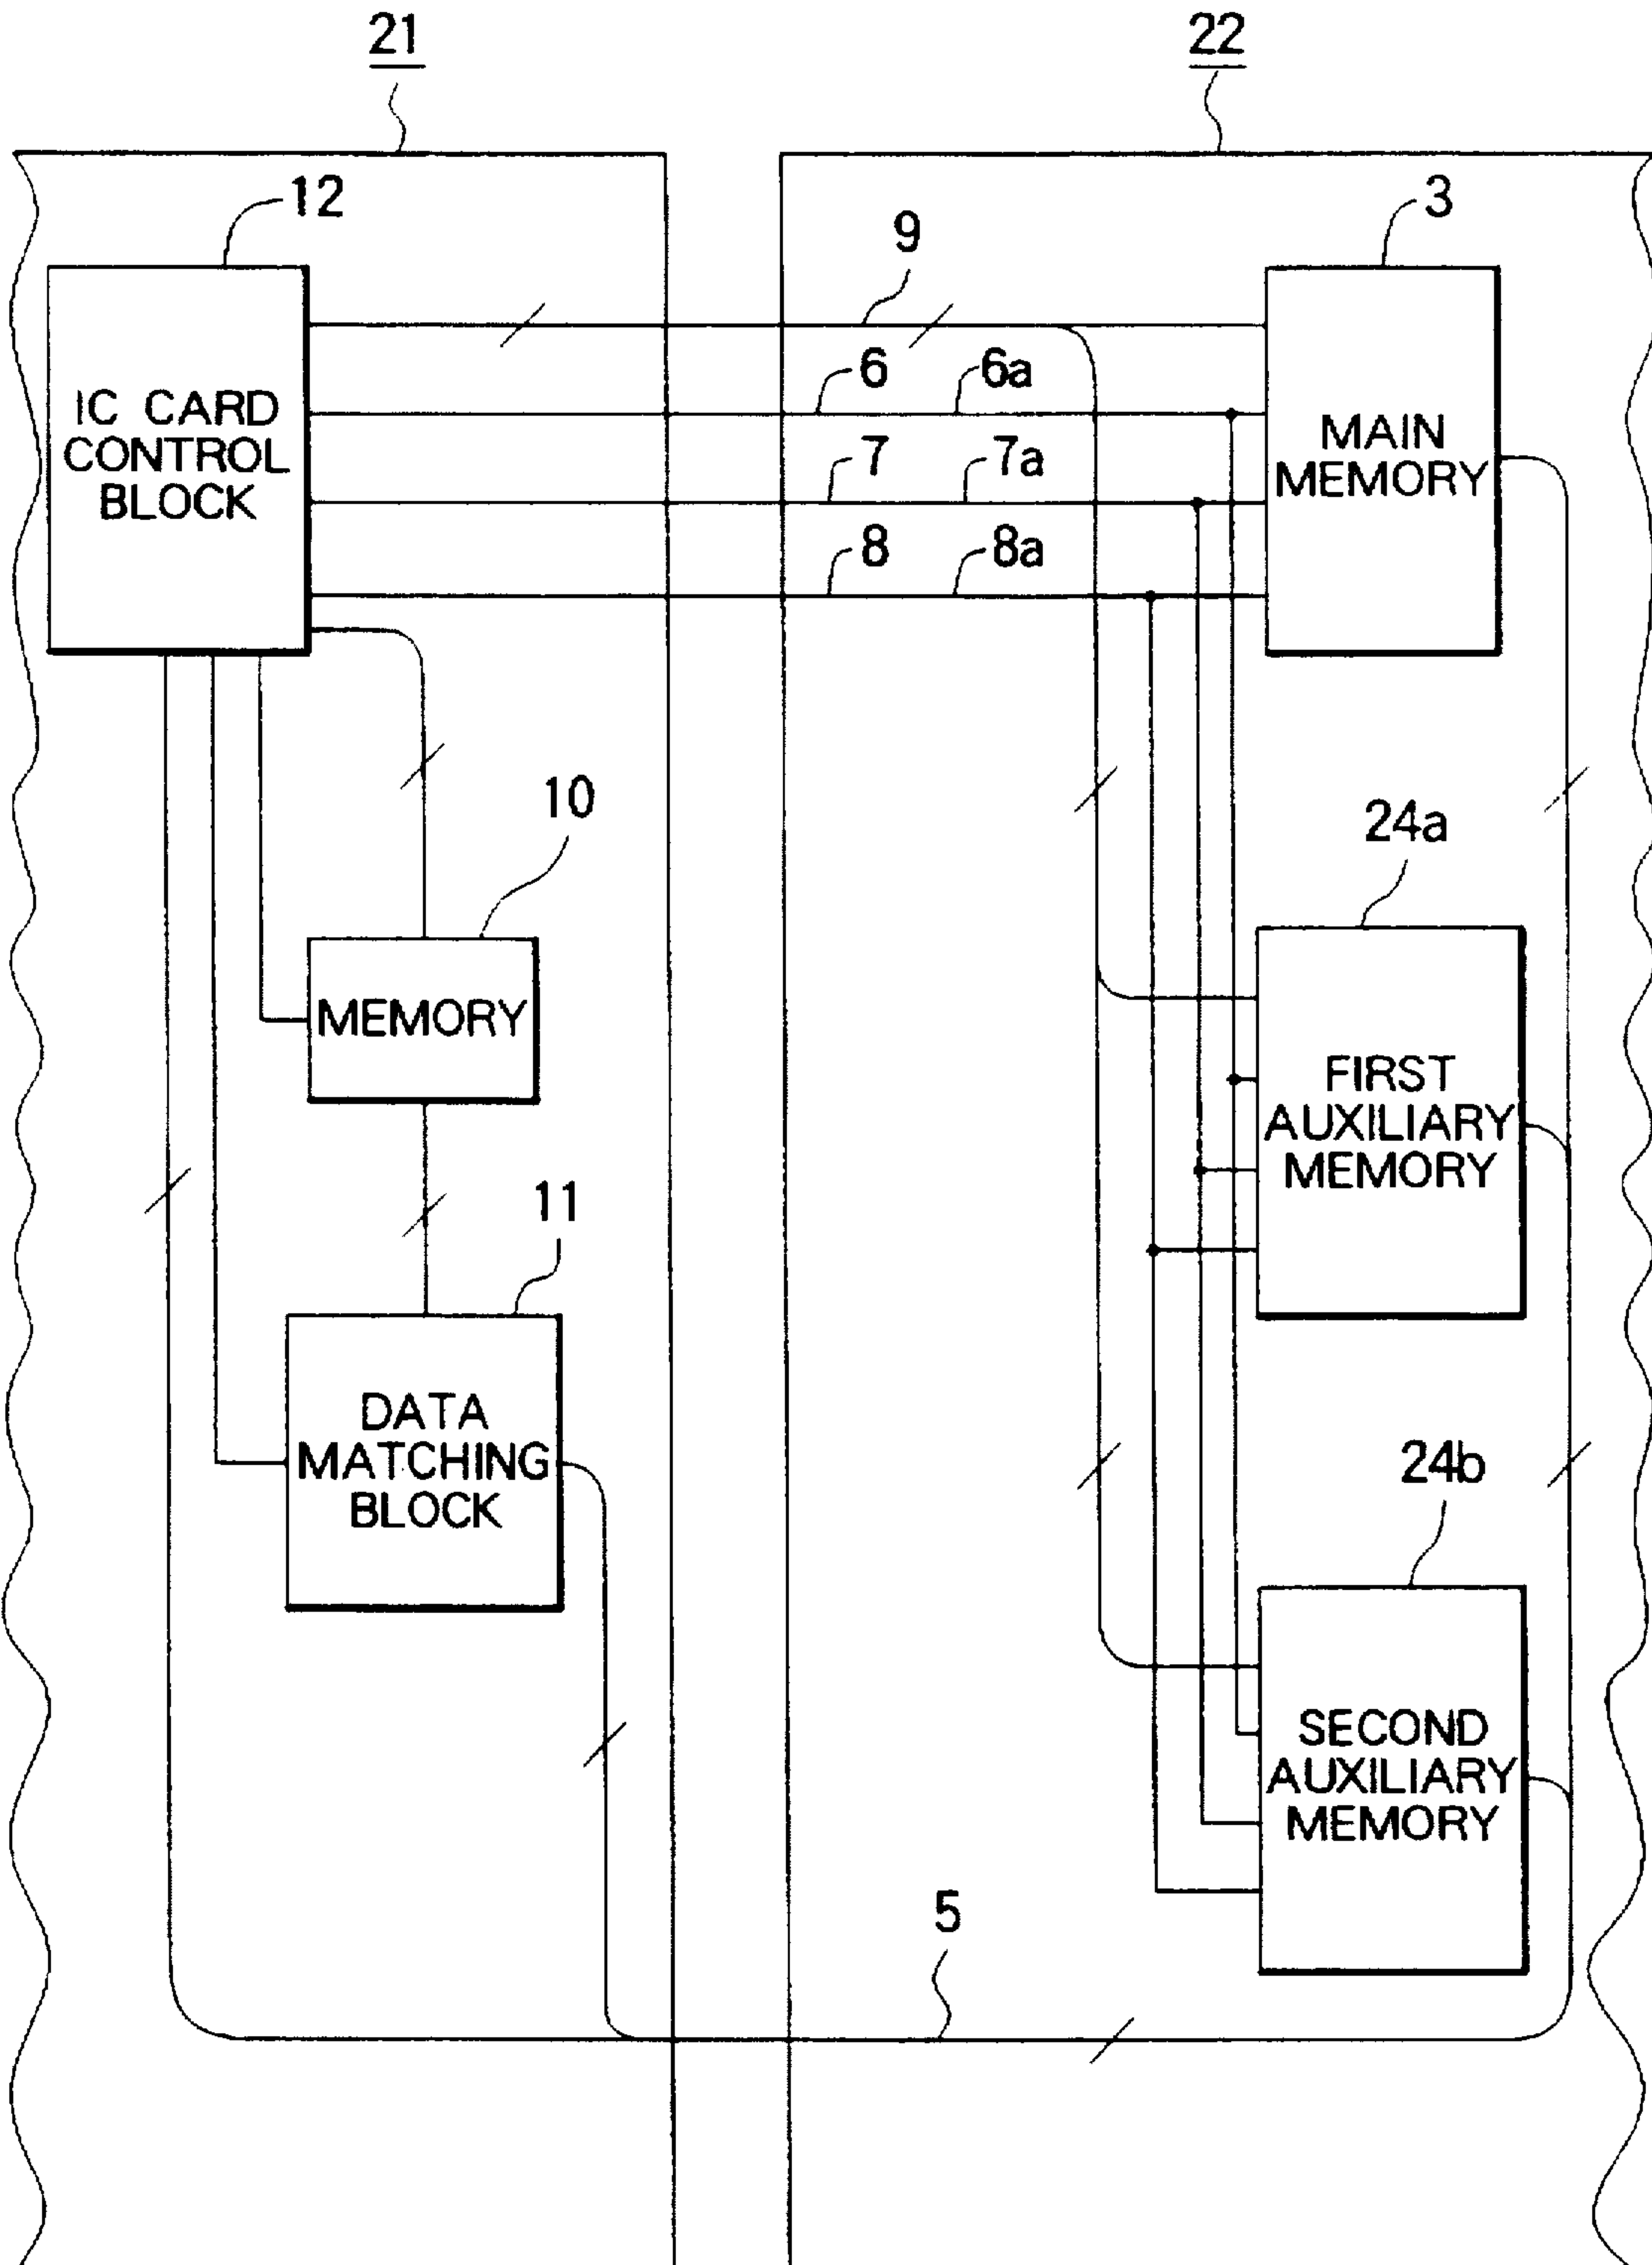 21
22
12
3
9
6
6a
IC CARD
CONTROL
BLOCK
MAIN
MEMORY
7
7a
8
8a
10
24a
MEMORY
FIRST
AUXILIARY
MEMORY
11
DATA
MATCHING
BLOCK
24b
SECOND
AUXILIARY
MEMORY
5